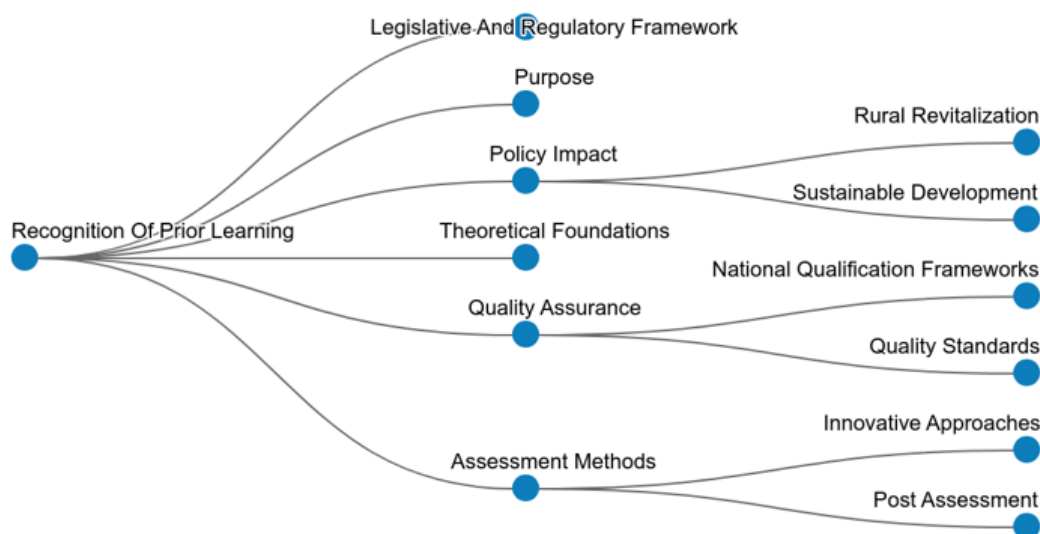 Legislative And Regulatory Framework
Purpose
Rural Revitalization
Policy Impact
Sustainable Development
Recognition Of Prior Learning
Theoretical Foundations
National Qualification Frameworks
Quality Assurance
Quality Standards
Innovative Approaches
Assessment Methods
Post Assessment